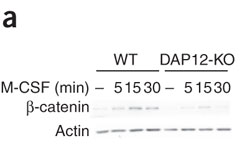 a
WT DAP12-KO
M-CSF (min) – 5 15 30 – 5 15 30
β-catenin
Actin